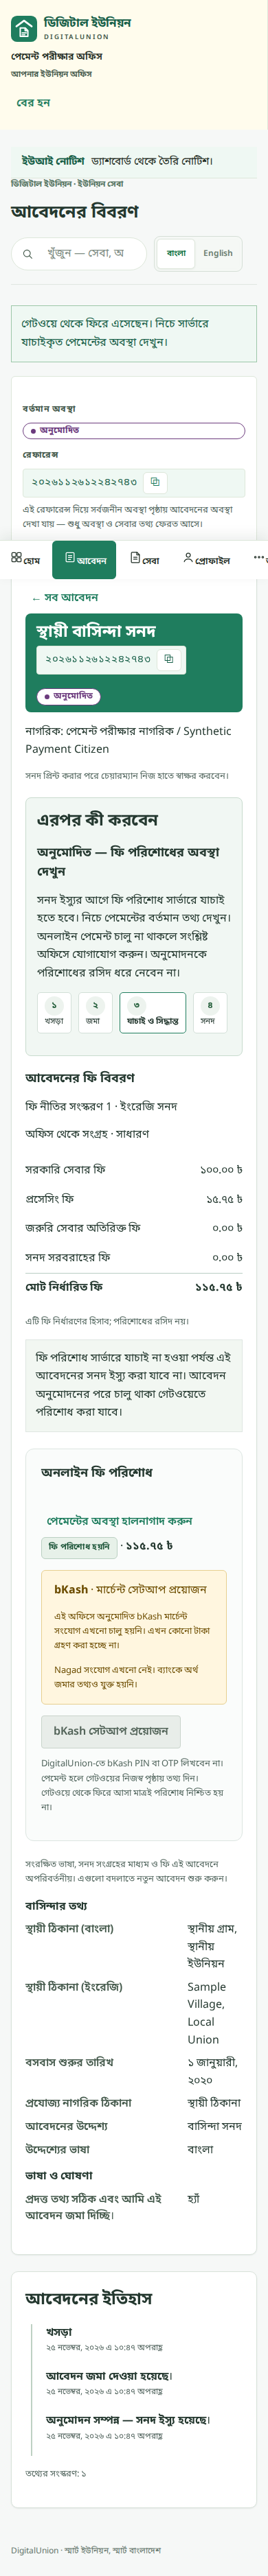 ডিজিটাল ইউনিয়ন
DIGITALUNION
পেমেন্ট পরীক্ষার অফিস
আপনার ইউনিয়ন অফিস
বের হন
ইউআই নোটিশ ড্যাশবোর্ড থেকে তৈরি নোটিশ।
ডিজিটাল ইউনিয়ন · ইউনিয়ন সেবা
আবেদনের বিবরণ
খুঁজুন — সেবা, অ
বাংলা English
গেটওয়ে থেকে ফিরে এসেছেন। নিচে সার্ভারে
যাচাইকৃত পেমেন্টের অবস্থা দেখুন।
বর্তমান অবস্থা
অনুমোদিত
রেফারেন্স
২০২৬১১২৬১২২৪২৭৪৩
এই রেফারেন্স দিয়ে সর্বজনীন অবস্থা পৃষ্ঠায় আবেদনের অবস্থা
দেখা যায় — শুধু অবস্থা ও সেবার তথ্য ফেরত আসে।
হোম আবেদন সেবা প্রোফাইল
← সব আবেদন
স্থায়ী বাসিন্দা সনদ
২০২৬১১২৬১২২৪২৭৪৩
অনুমোদিত
নাগরিক: পেমেন্ট পরীক্ষার নাগরিক / Synthetic
Payment Citizen
সনদ প্রিন্ট করার পরে চেয়ারম্যান নিজ হাতে স্বাক্ষর করবেন।
এরপর কী করবেন
অনুমোদিত — ফি পরিশোধের অবস্থা
দেখুন
সনদ ইস্যুর আগে ফি পরিশোধ সার্ভারে যাচাই
হতে হবে। নিচে পেমেন্টের বর্তমান তথ্য দেখুন।
অনলাইন পেমেন্ট চালু না থাকলে সংশ্লিষ্ট
অফিসে যোগাযোগ করুন। অনুমোদনকে
পরিশোধের রসিদ ধরে নেবেন না।
১ ২ ৩ ৪
খসড়া জমা যাচাই ও সিদ্ধান্ত সনদ
আবেদনের ফি বিবরণ
ফি নীতির সংস্করণ 1 · ইংরেজি সনদ
অফিস থেকে সংগ্রহ · সাধারণ
সরকারি সেবার ফি ১০০.০০ ৳
প্রসেসিং ফি ১৫.৭৫ ৳
জরুরি সেবার অতিরিক্ত ফি ০.০০ ৳
সনদ সরবরাহের ফি ০.০০ ৳
মোট নির্ধারিত ফি ১১৫.৭৫ ৳
এটি ফি নির্ধারণের হিসাব; পরিশোধের রসিদ নয়।
ফি পরিশোধ সার্ভারে যাচাই না হওয়া পর্যন্ত এই
আবেদনের সনদ ইস্যু করা যাবে না। আবেদন
অনুমোদনের পরে চালু থাকা গেটওয়েতে
পরিশোধ করা যাবে।
অনলাইন ফি পরিশোধ
পেমেন্টের অবস্থা হালনাগাদ করুন
ফি পরিশোধ হয়নি · ১১৫.৭৫ ৳
bKash · মার্চেন্ট সেটআপ প্রয়োজন
এই অফিসে অনুমোদিত bKash মার্চেন্ট
সংযোগ এখনো চালু হয়নি। এখন কোনো টাকা
গ্রহণ করা হচ্ছে না।
Nagad সংযোগ এখনো নেই। ব্যাংকে অর্থ
জমার তথ্যও যুক্ত হয়নি।
bKash সেটআপ প্রয়োজন
DigitalUnion-তে bKash PIN বা OTP লিখবেন না।
পেমেন্ট হলে গেটওয়ের নিজস্ব পৃষ্ঠায় তথ্য দিন।
গেটওয়ে থেকে ফিরে আসা মাত্রই পরিশোধ নিশ্চিত হয়
না।
সংরক্ষিত ভাষা, সনদ সংগ্রহের মাধ্যম ও ফি এই আবেদনে
অপরিবর্তনীয়। এগুলো বদলাতে নতুন আবেদন শুরু করুন।
বাসিন্দার তথ্য
স্থায়ী ঠিকানা (বাংলা) স্থানীয় গ্রাম,
স্থানীয়
ইউনিয়ন
স্থায়ী ঠিকানা (ইংরেজি) Sample
Village,
Local
Union
বসবাস শুরুর তারিখ ১ জানুয়ারী,
২০২০
প্রযোজ্য নাগরিক ঠিকানা স্থায়ী ঠিকানা
আবেদনের উদ্দেশ্য বাসিন্দা সনদ
উদ্দেশ্যের ভাষা বাংলা
ভাষা ও ঘোষণা
প্রদত্ত তথ্য সঠিক এবং আমি এই হ্যাঁ
আবেদন জমা দিচ্ছি।
আবেদনের ইতিহাস
খসড়া
২৫ নভেম্বর, ২০২৬ এ ১০:৪৭ অপরাহ্ণ
আবেদন জমা দেওয়া হয়েছে।
২৫ নভেম্বর, ২০২৬ এ ১০:৪৭ অপরাহ্ণ
অনুমোদন সম্পন্ন — সনদ ইস্যু হয়েছে।
২৫ নভেম্বর, ২০২৬ এ ১০:৪৭ অপরাহ্ণ
তথ্যের সংস্করণ: ১
DigitalUnion · স্মার্ট ইউনিয়ন, স্মার্ট বাংলাদেশ